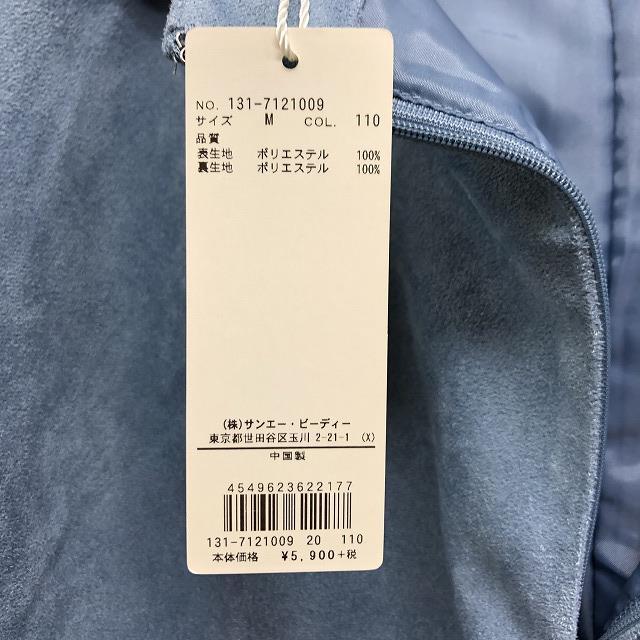 NO. 131-7121009
サイズ M COL. 110
品質
表生地 ポリエステル 100%
裏生地 ポリエステル 100%
(株)サンエー・ビーディー
東京都世田谷区玉川 2-21-1 (X)
中国製
4549623622177
131-7121009 20 110
本体価格 ¥5,900+税